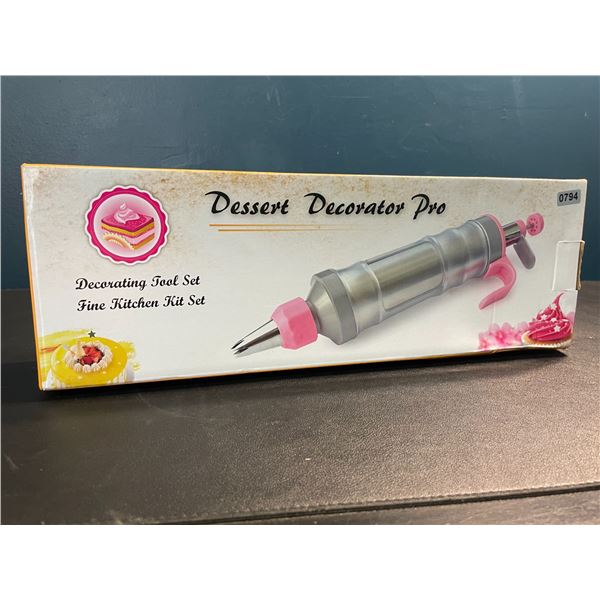 Dessert Decorator Pro
0794
Decorating Tool Set
Fine Kitchen Kit Set